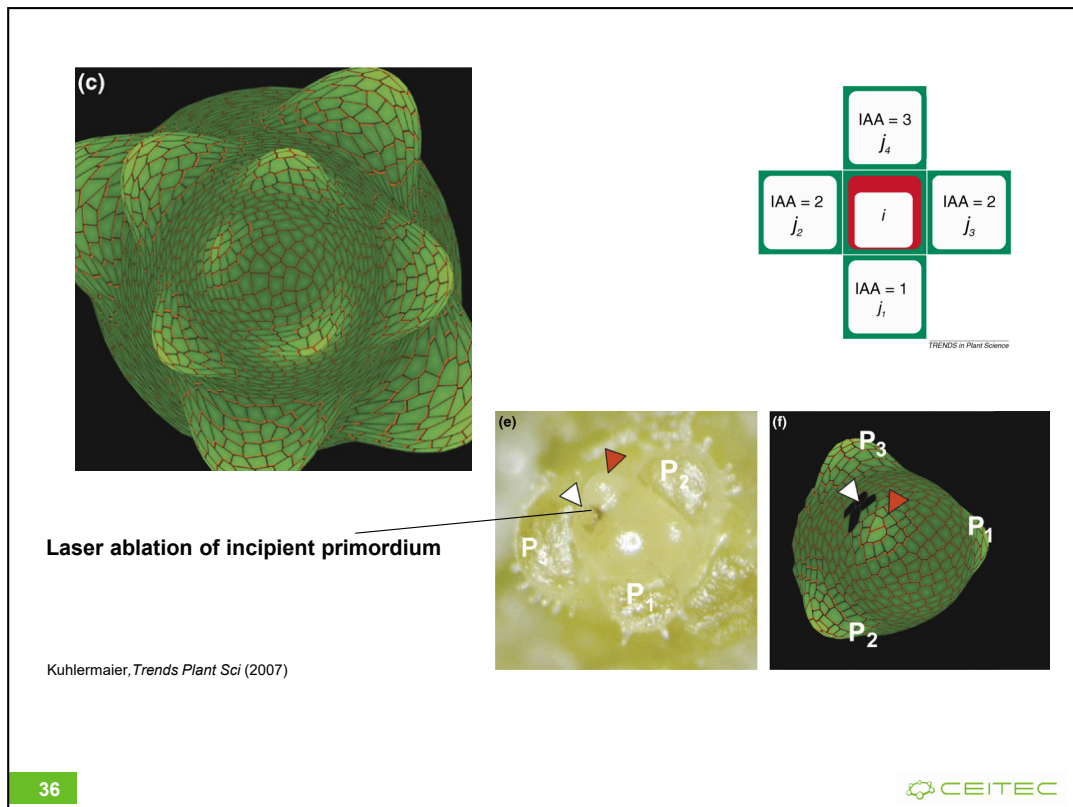 (c)
IAA = 3
j4
IAA = 2
j2
i
IAA = 2
j3
IAA = 1
j1
TRENDS in Plant Science
(e)
P2
P3
P1
(f)
P3
P1
P2
Laser ablation of incipient primordium
Kuhlermaier, Trends Plant Sci (2007)
36
CEITEC